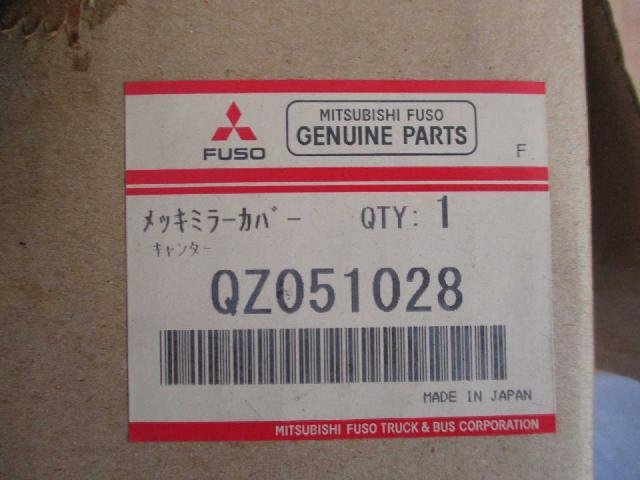 MITSUBISHI FUSO
GENUINE PARTS
FUSO
F
メッキミラーカバー QTY: 1
キャンター
QZ051028
MADE IN JAPAN
MITSUBISHI FUSO TRUCK & BUS CORPORATION